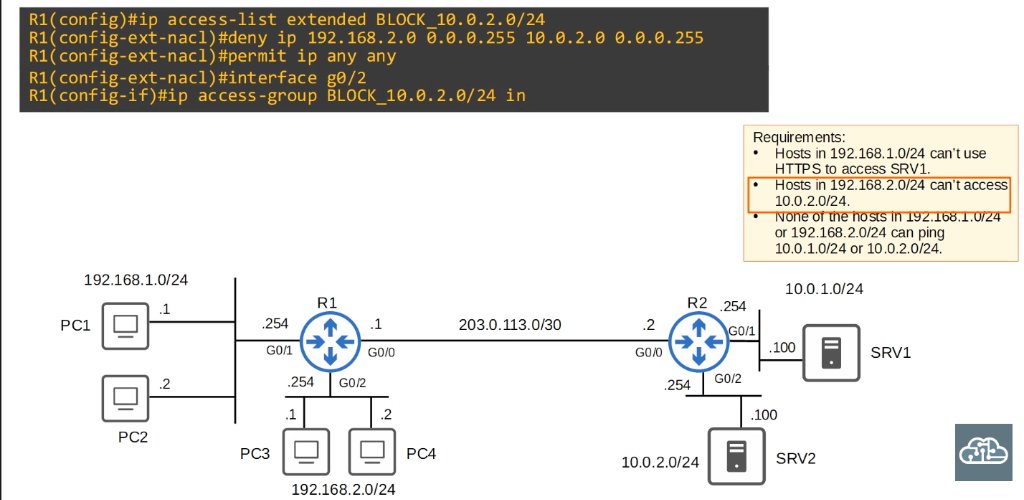 R1(config)#ip access-list extended BLOCK_10.0.2.0/24
R1(config-ext-nacl)#deny ip 192.168.2.0 0.0.0.255 10.0.2.0 0.0.0.255
R1(config-ext-nacl)#permit ip any any
R1(config-ext-nacl)#interface g0/2
R1(config-if)#ip access-group BLOCK_10.0.2.0/24 in
Requirements:
• Hosts in 192.168.1.0/24 can't use
HTTPS to access SRV1.
• Hosts in 192.168.2.0/24 can't access
10.0.2.0/24.
• None of the hosts in 192.168.1.0/24
or 192.168.2.0/24 can ping
10.0.1.0/24 or 10.0.2.0/24.
192.168.1.0/24
PC1
.1
.2
PC2
R1
.254
G0/1
.1
G0/0
.254
G0/2
.1
.2
PC3
PC4
192.168.2.0/24
203.0.113.0/30
R2
.2
G0/0
.254
G0/1
10.0.1.0/24
.100
SRV1
.254
G0/2
.100
10.0.2.0/24
SRV2